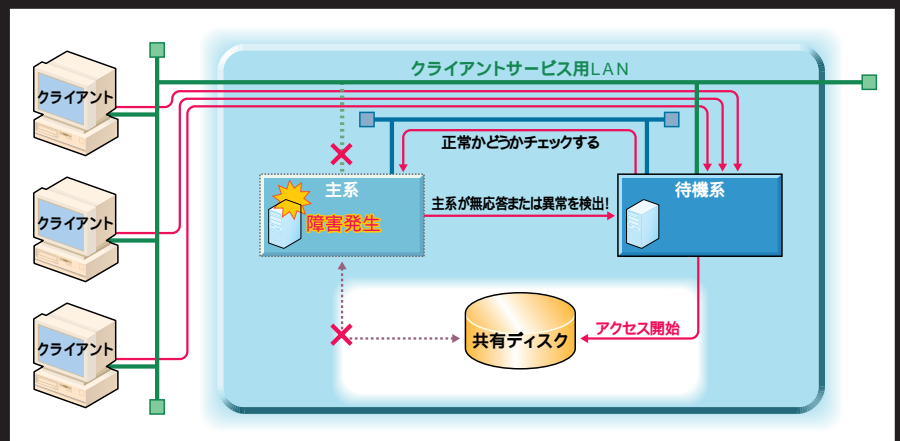 クライアントサービス用LAN
クライアント
正常かどうかチェックする
主系
待機系
主系が無応答または異常を検出!
障害発生
クライアント
アクセス開始
共有ディスク
クライアント